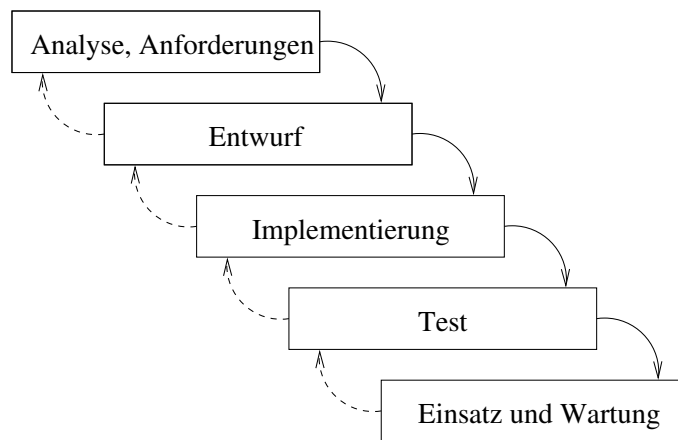 Analyse, Anforderungen
Entwurf
Implementierung
Test
Einsatz und Wartung